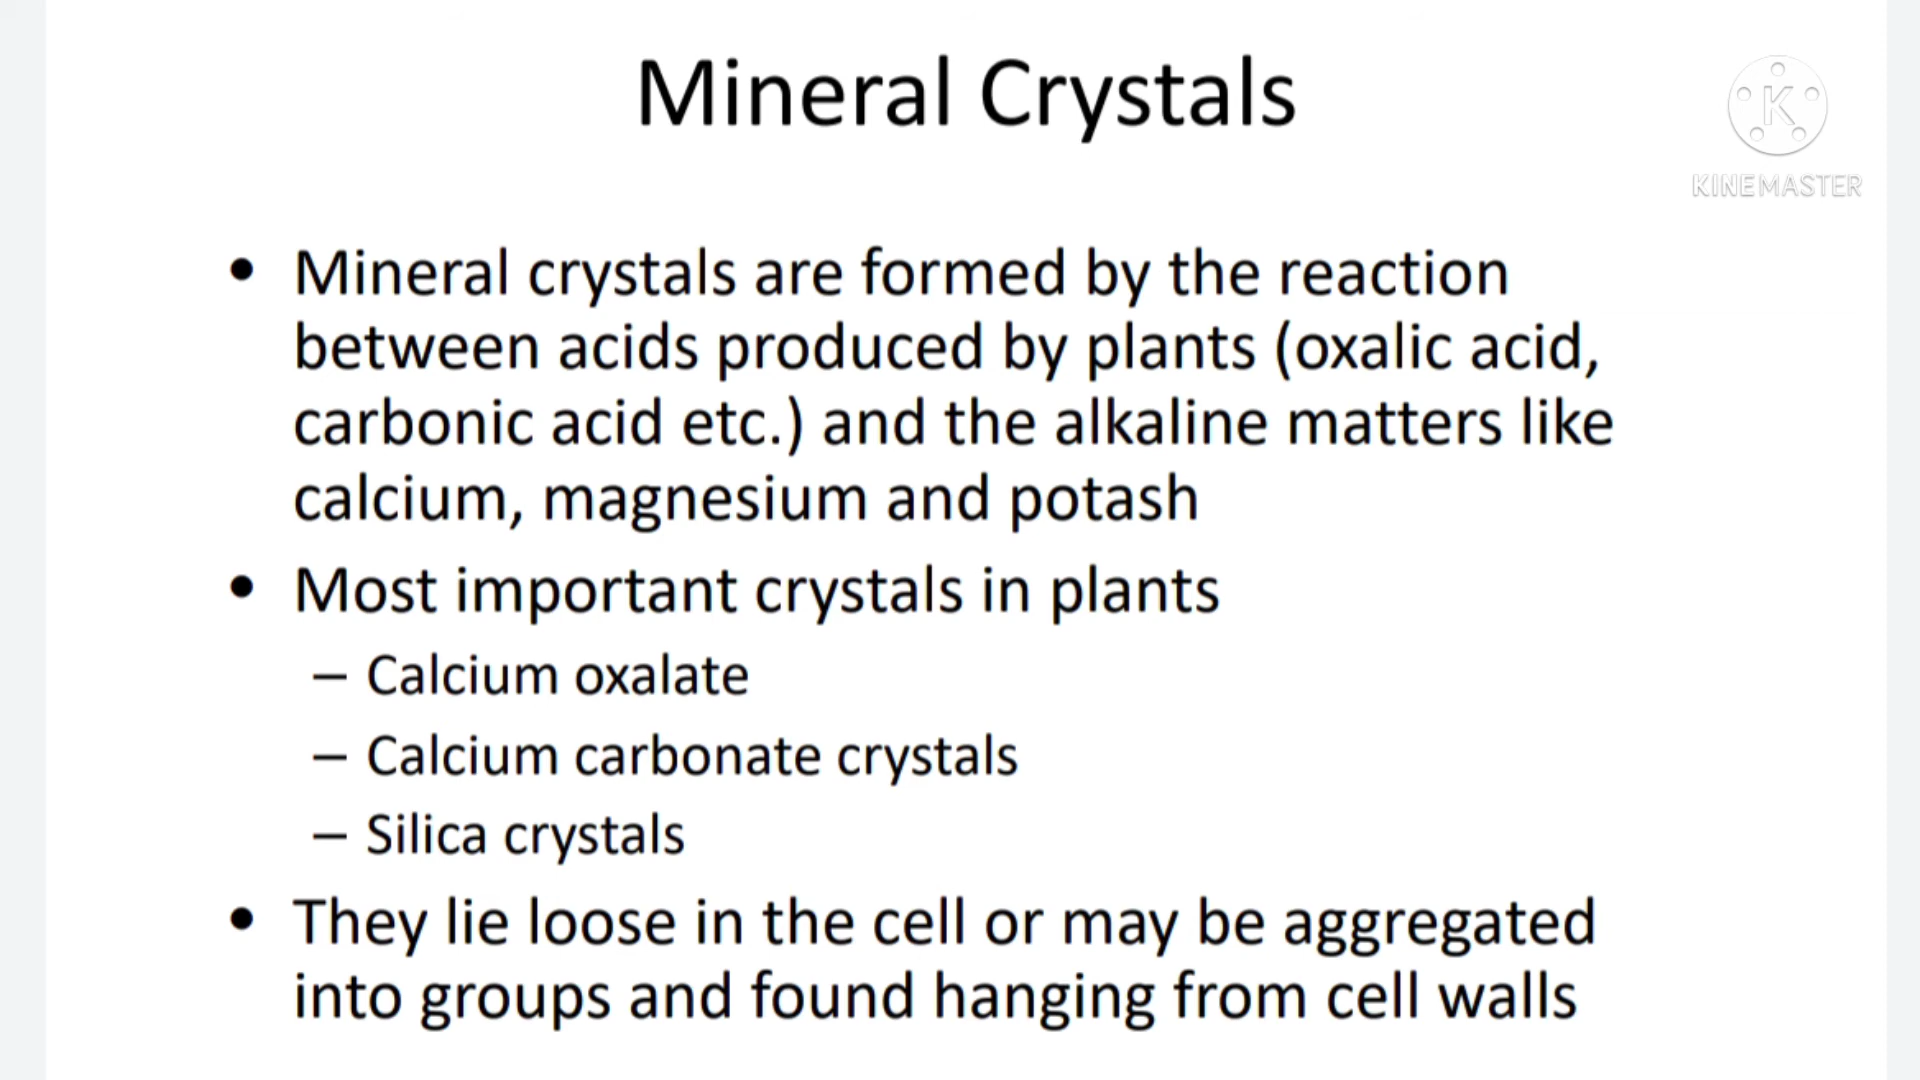 Mineral Crystals
K
KINEMASTER
• Mineral crystals are formed by the reaction
between acids produced by plants (oxalic acid,
carbonic acid etc.) and the alkaline matters like
calcium, magnesium and potash
• Most important crystals in plants
– Calcium oxalate
– Calcium carbonate crystals
– Silica crystals
• They lie loose in the cell or may be aggregated
into groups and found hanging from cell walls